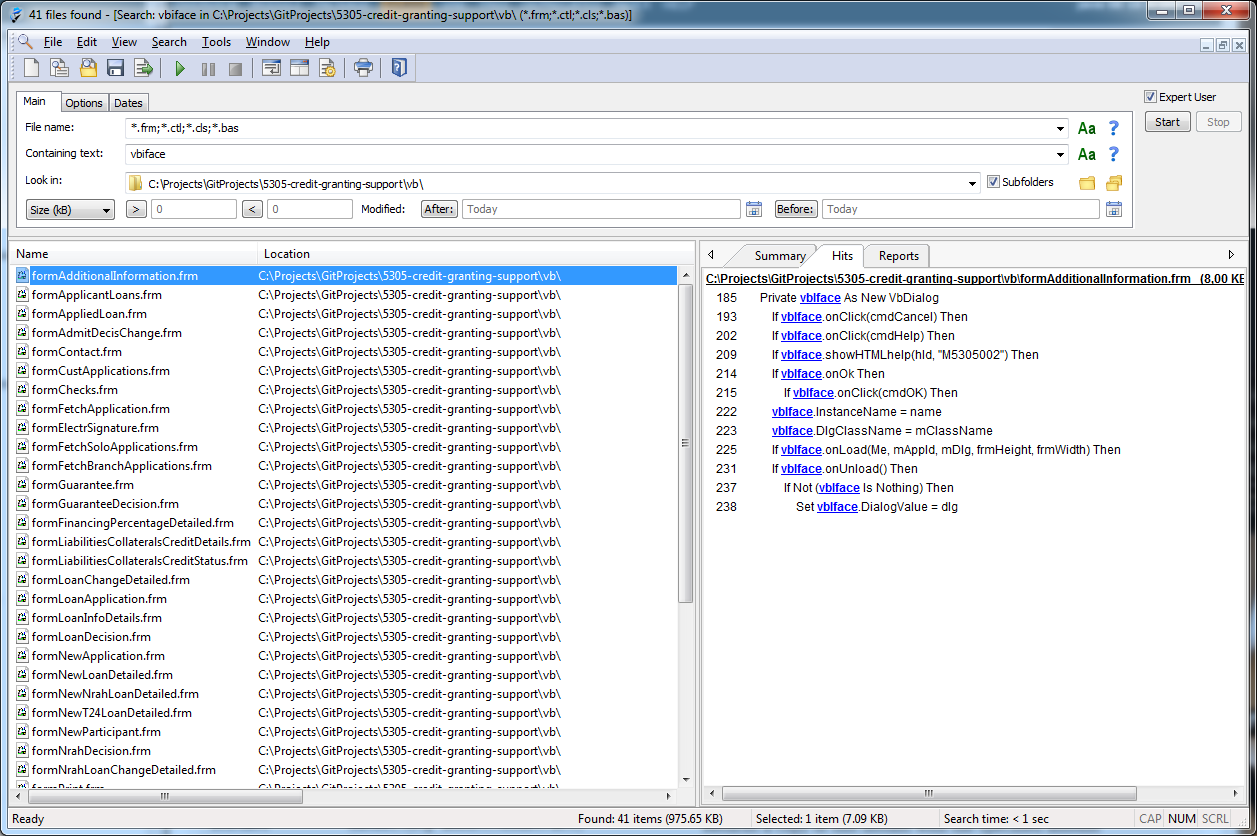 41 files found - [Search: vbiface in C:\Projects\GitProjects\5305-credit-granting-support\vb\ (*.frm;*.ctl;*.cls;*.bas)]
File Edit View Search Tools Window Help
Main Options Dates
Expert User
File name: *.frm;*.ctl;*.cls;*.bas Aa ?
Start Stop
Containing text: vbiface Aa ?
Look in: C:\Projects\GitProjects\5305-credit-granting-support\vb\ Subfolders
Size (kB) > 0 < 0 Modified: After: Today Before: Today
Name Location
formAdditionalInformation.frm C:\Projects\GitProjects\5305-credit-granting-support\vb\
formApplicantLoans.frm C:\Projects\GitProjects\5305-credit-granting-support\vb\
formAppliedLoan.frm C:\Projects\GitProjects\5305-credit-granting-support\vb\
formAdmitDecisChange.frm C:\Projects\GitProjects\5305-credit-granting-support\vb\
formContact.frm C:\Projects\GitProjects\5305-credit-granting-support\vb\
formCustApplications.frm C:\Projects\GitProjects\5305-credit-granting-support\vb\
formChecks.frm C:\Projects\GitProjects\5305-credit-granting-support\vb\
formFetchApplication.frm C:\Projects\GitProjects\5305-credit-granting-support\vb\
formElectrSignature.frm C:\Projects\GitProjects\5305-credit-granting-support\vb\
formFetchSoloApplications.frm C:\Projects\GitProjects\5305-credit-granting-support\vb\
formFetchBranchApplications.frm C:\Projects\GitProjects\5305-credit-granting-support\vb\
formGuarantee.frm C:\Projects\GitProjects\5305-credit-granting-support\vb\
formGuaranteeDecision.frm C:\Projects\GitProjects\5305-credit-granting-support\vb\
formFinancingPercentageDetailed.frm C:\Projects\GitProjects\5305-credit-granting-support\vb\
formLiabilitiesCollateralsCreditDetails.frm C:\Projects\GitProjects\5305-credit-granting-support\vb\
formLiabilitiesCollateralsCreditStatus.frm C:\Projects\GitProjects\5305-credit-granting-support\vb\
formLoanChangeDetailed.frm C:\Projects\GitProjects\5305-credit-granting-support\vb\
formLoanApplication.frm C:\Projects\GitProjects\5305-credit-granting-support\vb\
formLoanInfoDetails.frm C:\Projects\GitProjects\5305-credit-granting-support\vb\
formLoanDecision.frm C:\Projects\GitProjects\5305-credit-granting-support\vb\
formNewApplication.frm C:\Projects\GitProjects\5305-credit-granting-support\vb\
formNewLoanDetailed.frm C:\Projects\GitProjects\5305-credit-granting-support\vb\
formNewNrahLoanDetailed.frm C:\Projects\GitProjects\5305-credit-granting-support\vb\
formNewT24LoanDetailed.frm C:\Projects\GitProjects\5305-credit-granting-support\vb\
formNewParticipant.frm C:\Projects\GitProjects\5305-credit-granting-support\vb\
formNrahDecision.frm C:\Projects\GitProjects\5305-credit-granting-support\vb\
formNrahLoanChangeDetailed.frm C:\Projects\GitProjects\5305-credit-granting-support\vb\
Summary Hits Reports
C:\Projects\GitProjects\5305-credit-granting-support\vb\formAdditionalInformation.frm (8,00 KE
185 Private vbIface As New VbDialog
193 If vbIface.onClick(cmdCancel) Then
202 If vbIface.onClick(cmdHelp) Then
209 If vbIface.showHTMLhelp(hId, "M5305002") Then
214 If vbIface.onOk Then
215 If vbIface.onClick(cmdOK) Then
222 vbIface.InstanceName = name
223 vbIface.DlgClassName = mClassName
225 If vbIface.onLoad(Me, mAppId, mDlg, frmHeight, frmWidth) Then
231 If vbIface.onUnload() Then
237 If Not (vbIface Is Nothing) Then
238 Set vbIface.DialogValue = dlg
Ready Found: 41 items (975.65 KB) Selected: 1 item (7.09 KB) Search time: < 1 sec CAP NUM SCRL